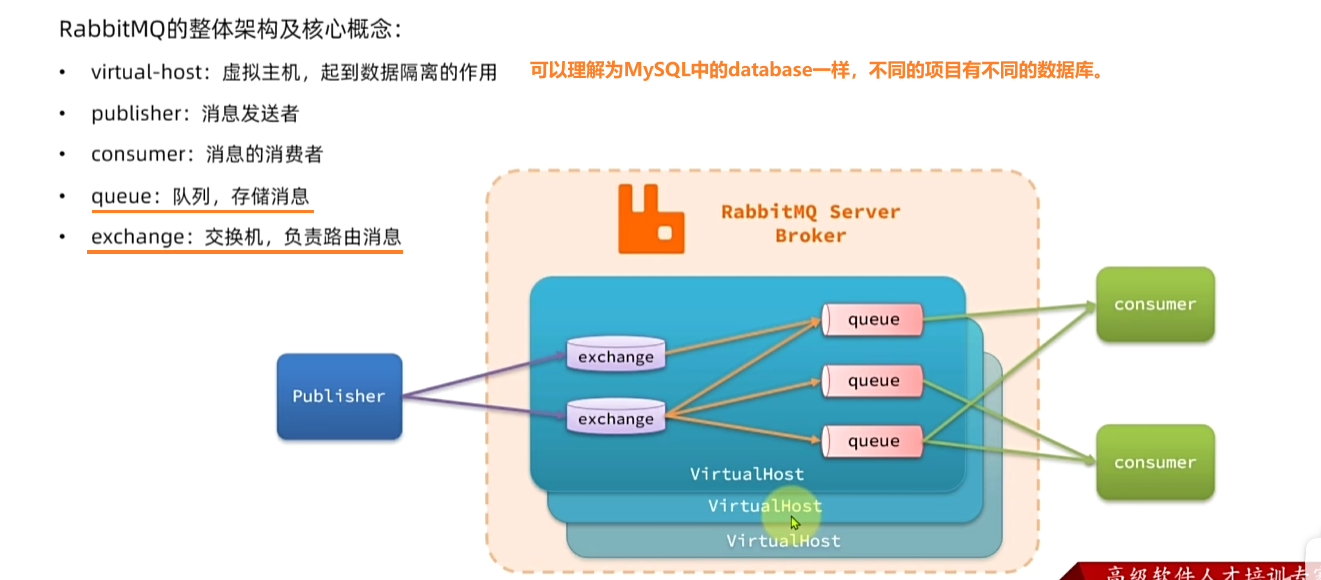 RabbitMQ的整体架构及核心概念：
• virtual-host：虚拟主机，起到数据隔离的作用
可以理解为MySQL中的database一样，不同的项目有不同的数据库。
• publisher：消息发送者
• consumer：消息的消费者
• queue：队列，存储消息
• exchange：交换机，负责路由消息
RabbitMQ Server
Broker
Publisher
exchange
exchange
queue
queue
queue
VirtualHost
VirtualHost
VirtualHost
consumer
consumer
高级软件人才培训专